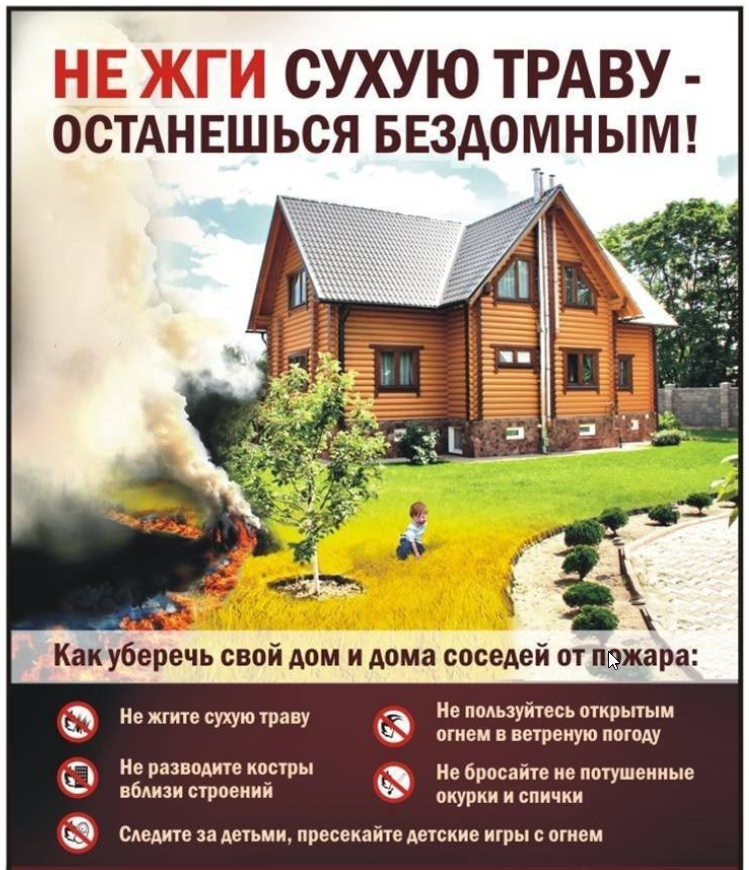 НЕ ЖГИ СУХУЮ ТРАВУ -
ОСТАНЕШЬСЯ БЕЗДОМНЫМ!
Как уберечь свой дом и дома соседей от пожара:
Не жгите сухую траву
Не разводите костры
вблизи строений
Не пользуйтесь открытым
огнем в ветреную погоду
Не бросайте не потушенные
окурки и спички
Следите за детьми, пресекайте детские игры с огнем